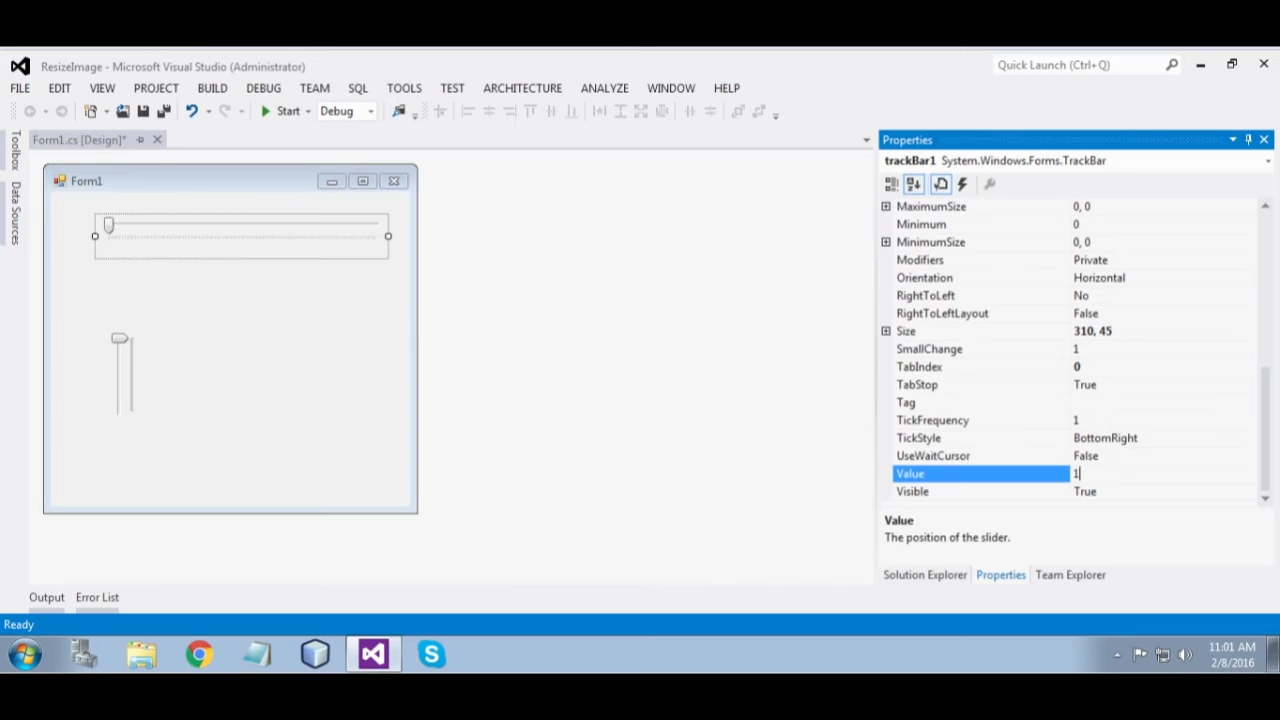 ResizeImage - Microsoft Visual Studio (Administrator)
Quick Launch (Ctrl+Q)
FILE EDIT VIEW PROJECT BUILD DEBUG TEAM SQL TOOLS TEST ARCHITECTURE ANALYZE WINDOW HELP
Start Debug
Toolbox
Data Sources
Form1.cs [Design]*
Form1
Properties
trackBar1 System.Windows.Forms.TrackBar
MaximumSize 0, 0
Minimum 0
MinimumSize 0, 0
Modifiers Private
Orientation Horizontal
RightToLeft No
RightToLeftLayout False
Size 310, 45
SmallChange 1
TabIndex 0
TabStop True
Tag
TickFrequency 1
TickStyle BottomRight
UseWaitCursor False
Value 1
Visible True
Value
The position of the slider.
Solution Explorer Properties Team Explorer
Output Error List
Ready
11:01 AM
2/8/2016